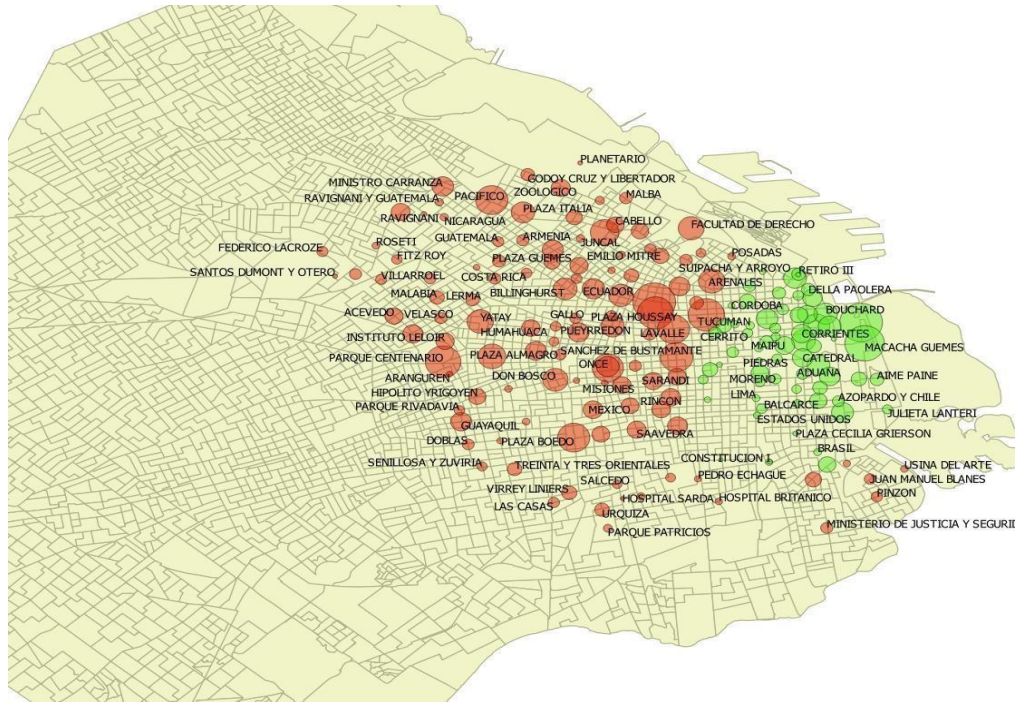 PLANETARIO
GODOY CRUZ Y LIBERTADOR
MINISTRO CARRANZA
ZOOLOGICO
MALBA
PACIFICO
RAVIGNANI Y GUATEMALA
PLAZA ITALIA
RAVIGNANI
NICARAGUA
CABELLO
FACULTAD DE DERECHO
GUATEMALA
ARMENIA
JUNCAL
ROSETI
FEDERICO LACROZE
EMILIO MITRE
POSADAS
FITZ ROY
PLAZA GUEMES
SUIPACHA Y ARROYO
RETIRO III
SANTOS DUMONT Y OTERO
VILLARROEL
COSTA RICA
ARENALES
DELLA PAOLERA
MALABIA
LERMA
BILLINGHURST
ECUADOR
CORDOBA
BOUCHARD
ACEVEDO
VELASCO
YATAY
GALLO
PLAZA HOUSSAY
TUCUMAN
HUMAHUACA
PUEYRREDON
LAVALLE
CERRITO
CORRIENTES
INSTITUTO LELOIR
MAIPU
MACACHA GUEMES
PARQUE CENTENARIO
PLAZA ALMAGRO
SANCHEZ DE BUSTAMANTE
CATEDRAL
ONCE
PIEDRAS
ADUANA
ARANGUREN
DON BOSCO
SARANDI
MORENO
AIME PAINE
MISIONES
HIPOLITO YRIGOYEN
RINCON
LIMA
AZOPARDO Y CHILE
PARQUE RIVADAVIA
MEXICO
BALCARCE
JULIETA LANTERI
ESTADOS UNIDOS
GUAYAQUIL
SAAVEDRA
PLAZA CECILIA GRIERSON
DOBLAS
PLAZA BOEDO
BRASIL
CONSTITUCION I
SENILLOSA Y ZUVIRIA
TREINTA Y TRES ORIENTALES
USINA DEL ARTE
SALCEDO
PEDRO ECHAGUE
JUAN MANUEL BLANES
VIRREY LINIERS
HOSPITAL SARDA
HOSPITAL BRITANICO
PINZON
LAS CASAS
URQUIZA
PARQUE PATRICIOS
MINISTERIO DE JUSTICIA Y SEGURID